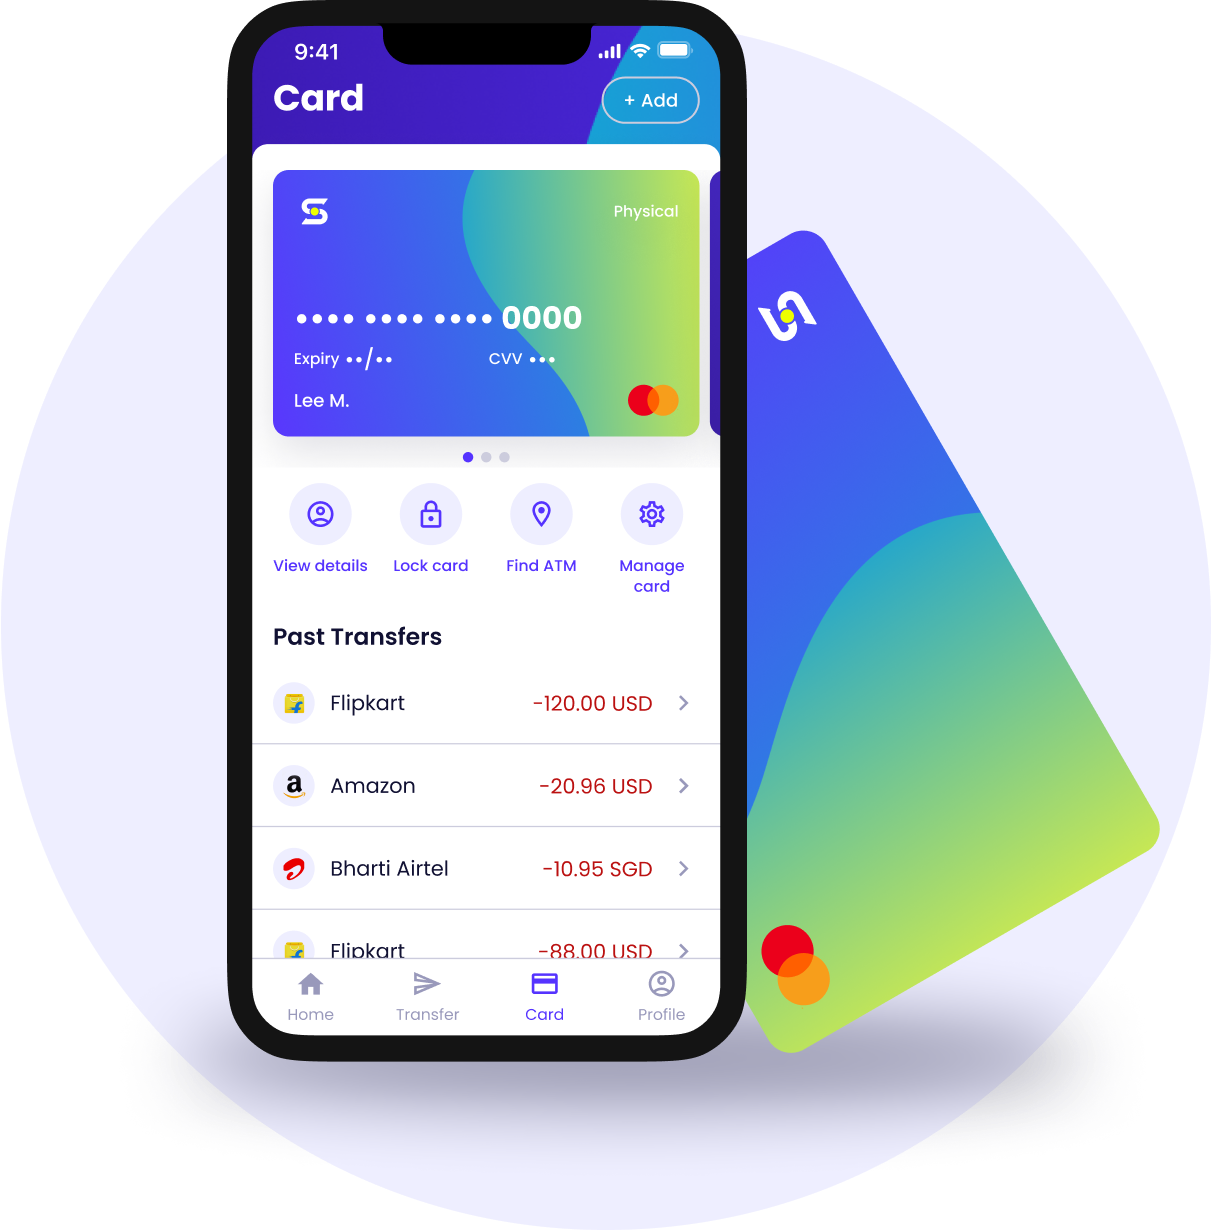 9:41
Card
+ Add
Physical
•••• •••• •••• 0000
Expiry ••/•• CVV •••
Lee M.
View details Lock card Find ATM Manage card
Past Transfers
Flipkart -120.00 USD
Amazon -20.96 USD
Bharti Airtel -10.95 SGD
Flipkart -88.00 USD
Home Transfer Card Profile